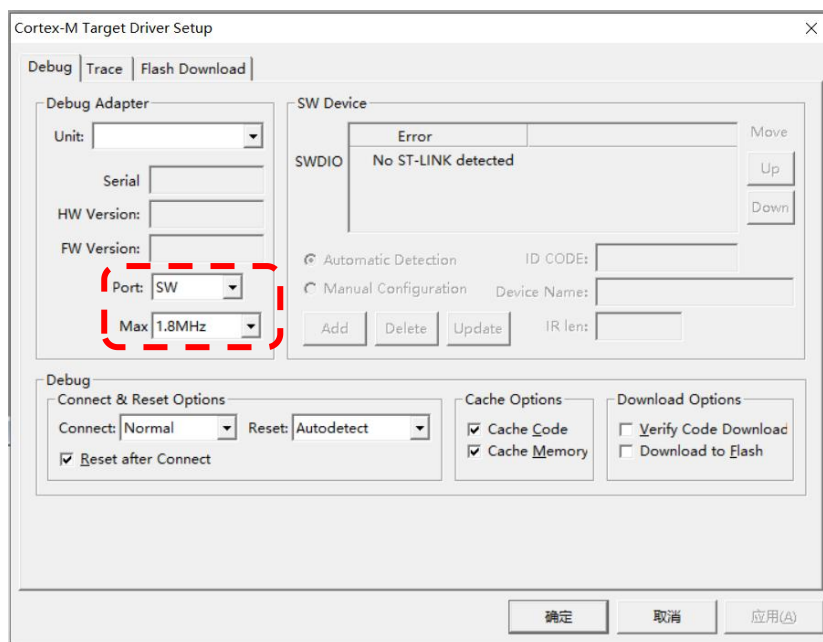 Cortex-M Target Driver Setup
Debug Trace Flash Download
Debug Adapter
Unit:
Serial
HW Version:
FW Version:
Port: SW
Max 1.8MHz
SW Device
Error
SWDIO No ST-LINK detected
Move
Up
Down
Automatic Detection ID CODE:
Manual Configuration Device Name:
Add Delete Update IR len:
Debug
Connect & Reset Options
Connect: Normal Reset: Autodetect
Reset after Connect
Cache Options
Cache Code
Cache Memory
Download Options
Verify Code Download
Download to Flash
确定 取消 应用(A)